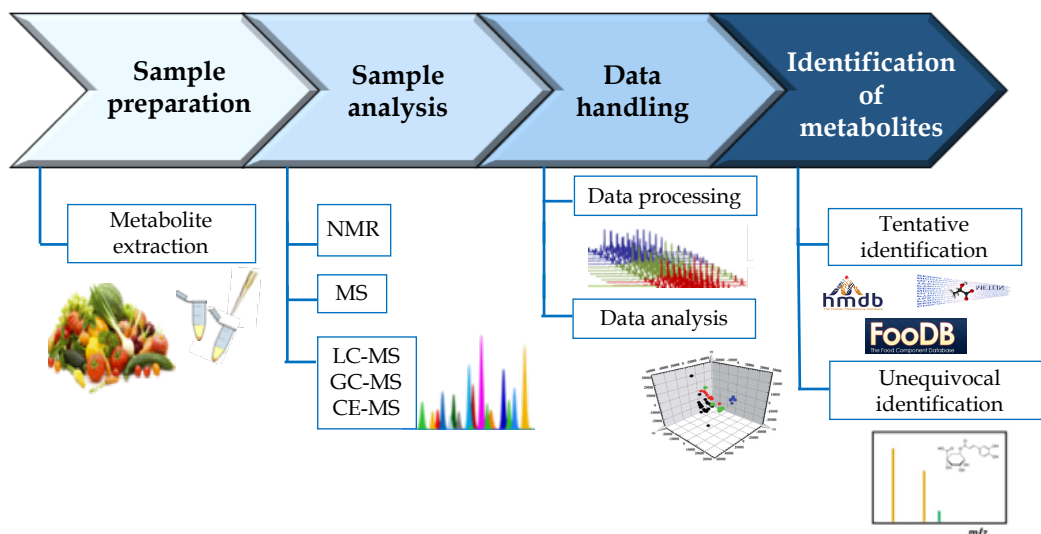 Sample
preparation
Sample
analysis
Data
handling
Identification
of
metabolites
Metabolite
extraction
NMR
MS
LC-MS
GC-MS
CE-MS
Data processing
Data analysis
Tentative
identification
hmdb
FooDB
The Food Component Database
Unequivocal
identification
m/z